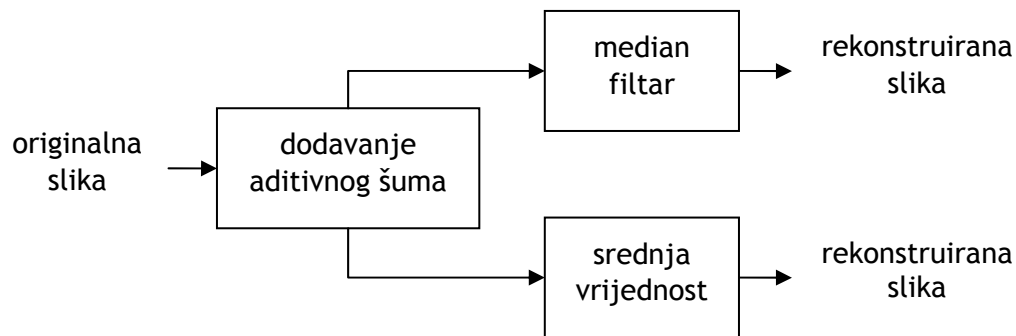 originalna
slika
dodavanje
aditivnog šuma
median
filtar
rekonstruirana
slika
srednja
vrijednost
rekonstruirana
slika